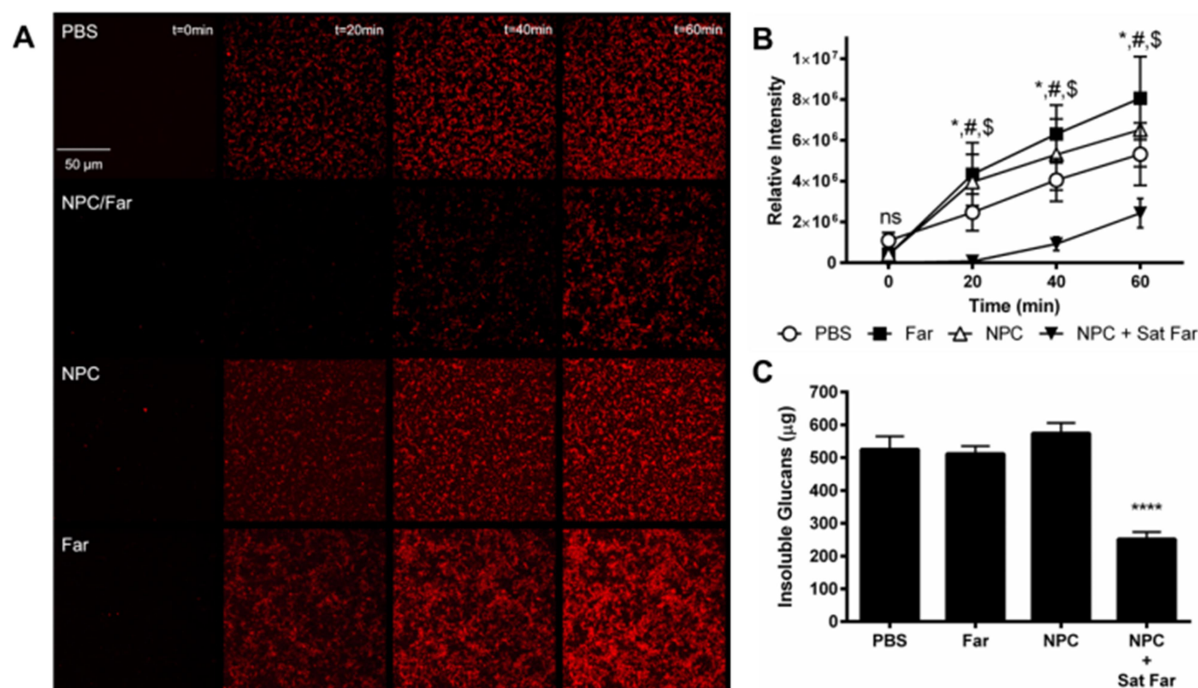 A
PBS
t=0min
t=20min
t=40min
t=60min
50 µm
NPC/Far
NPC
Far
B
Relative Intensity
1×10⁷
8×10⁶
6×10⁶
4×10⁶
2×10⁶
0
ns
*,#,$
*,#,$
*,#,$
0 20 40 60
Time (min)
PBS Far NPC NPC + Sat Far
C
Insoluble Glucans (µg)
700
600
500
400
300
200
100
0
****
PBS Far NPC NPC
+
Sat Far